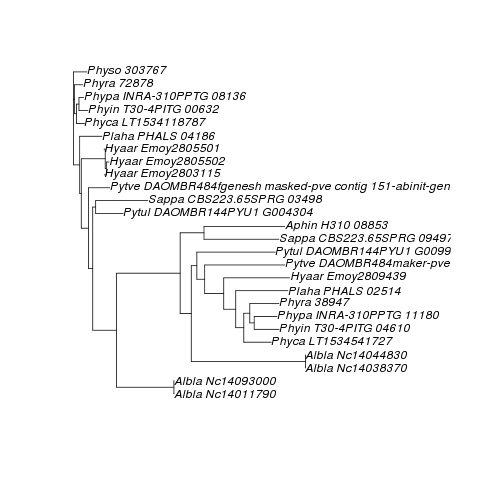 Physo 303767
Phyra 72878
Phypa INRA-310PPTG 08136
Phyin T30-4PITG 00632
Phyca LT1534118787
Plaha PHALS 04186
Hyaar Emoy2805501
Hyaar Emoy2805502
Hyaar Emoy2803115
Pytve DAOMBR484fgenesh masked-pve contig 151-abinit-gen
Sappa CBS223.65SPRG 03498
Pytul DAOMBR144PYU1 G004304
Aphin H310 08853
Sappa CBS223.65SPRG 09497
Pytul DAOMBR144PYU1 G0099
Pytve DAOMBR484maker-pve
Hyaar Emoy2809439
Plaha PHALS 02514
Phyra 38947
Phypa INRA-310PPTG 11180
Phyin T30-4PITG 04610
Phyca LT1534541727
Albla Nc14044830
Albla Nc14038370
Albla Nc14093000
Albla Nc14011790